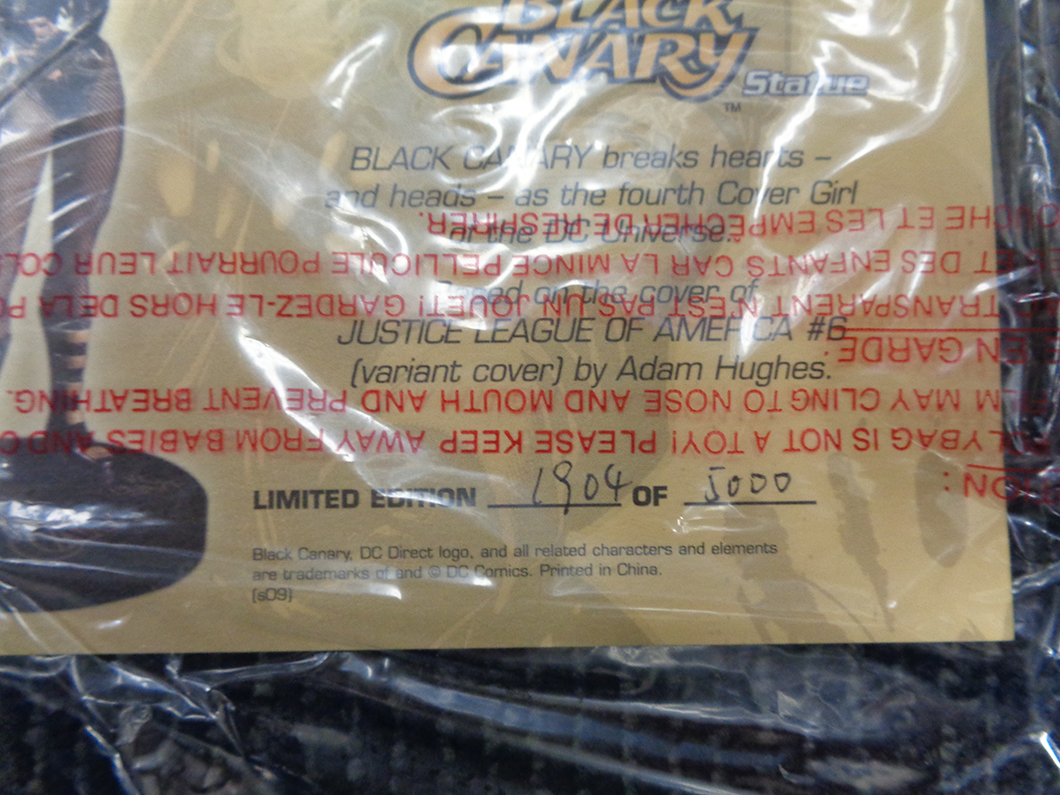 BLACK
CANARY Statue
TM
BLACK CANARY breaks hearts –
and heads – as the fourth Cover Girl
of the DC Universe.
on the cover of
JUSTICE LEAGUE OF AMERICA #6
(variant cover) by Adam Hughes.
LIMITED EDITION 1904 OF 5000
Black Canary, DC Direct logo, and all related characters and elements
are trademarks of and © DC Comics. Printed in China.
(s09)
PLEASE KEEP AWAY FROM BABIES AND
POLYBAG IS NOT A TOY!
FILM MAY CLING TO NOSE AND MOUTH AND PREVENT BREATHING.
EN GARDE:
TRANSPARENT N'EST PAS UN JOUET! GARDEZ-LE HORS DE LA
ET DES ENFANTS CAR LA MINCE PELLICULE POURRAIT LEUR
ET LES EMPECHER DE RESPIRER.